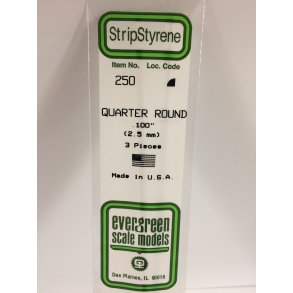 StripStyrene
Item No. Loc. Code
250
QUARTER ROUND
.100"
(2.5 mm)
3 Pieces
Made in U.S.A.
evergreen
scale models
Des Plaines, IL 60018